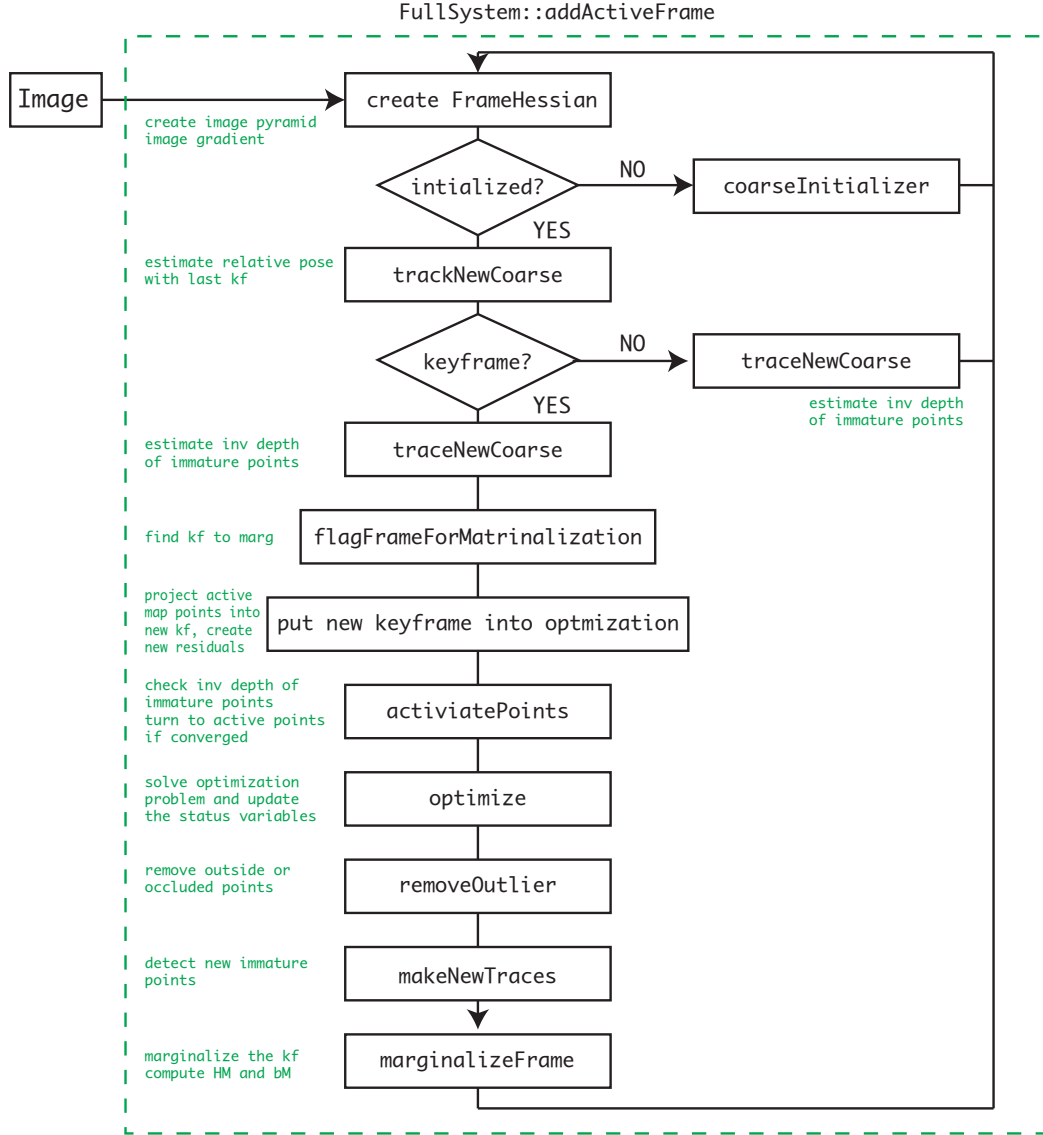 FullSystem::addActiveFrame
Image
create FrameHessian
create image pyramid
image gradient
intialized?
NO
coarseInitializer
YES
estimate relative pose
with last kf
trackNewCoarse
keyframe?
NO
traceNewCoarse
estimate inv depth
of immature points
YES
estimate inv depth
of immature points
traceNewCoarse
find kf to marg
flagFrameForMatrinalization
project active
map points into
new kf, create
new residuals
put new keyframe into optmization
check inv depth of
immature points
turn to active points
if converged
activiatePoints
solve optimization
problem and update
the status variables
optimize
remove outside or
occluded points
removeOutlier
detect new immature
points
makeNewTraces
marginalize the kf
compute HM and bM
marginalizeFrame